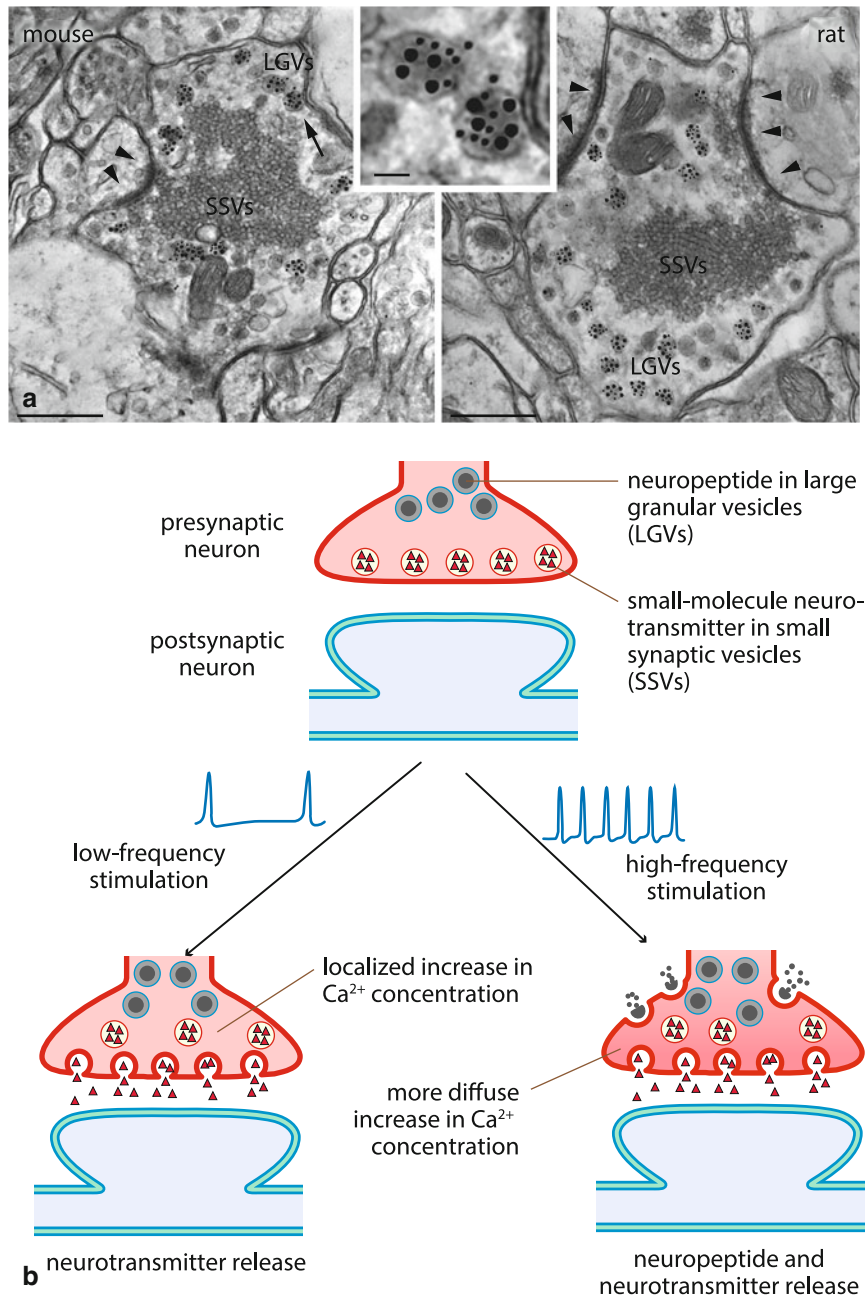 mouse
LGVs
SSVs
a
rat
SSVs
LGVs
presynaptic
neuron
neuropeptide in large
granular vesicles
(LGVs)
small-molecule neuro-
transmitter in small
synaptic vesicles
(SSVs)
postsynaptic
neuron
low-frequency
stimulation
high-frequency
stimulation
localized increase in
Ca²⁺ concentration
more diffuse
increase in Ca²⁺
concentration
b
neurotransmitter release
neuropeptide and
neurotransmitter release